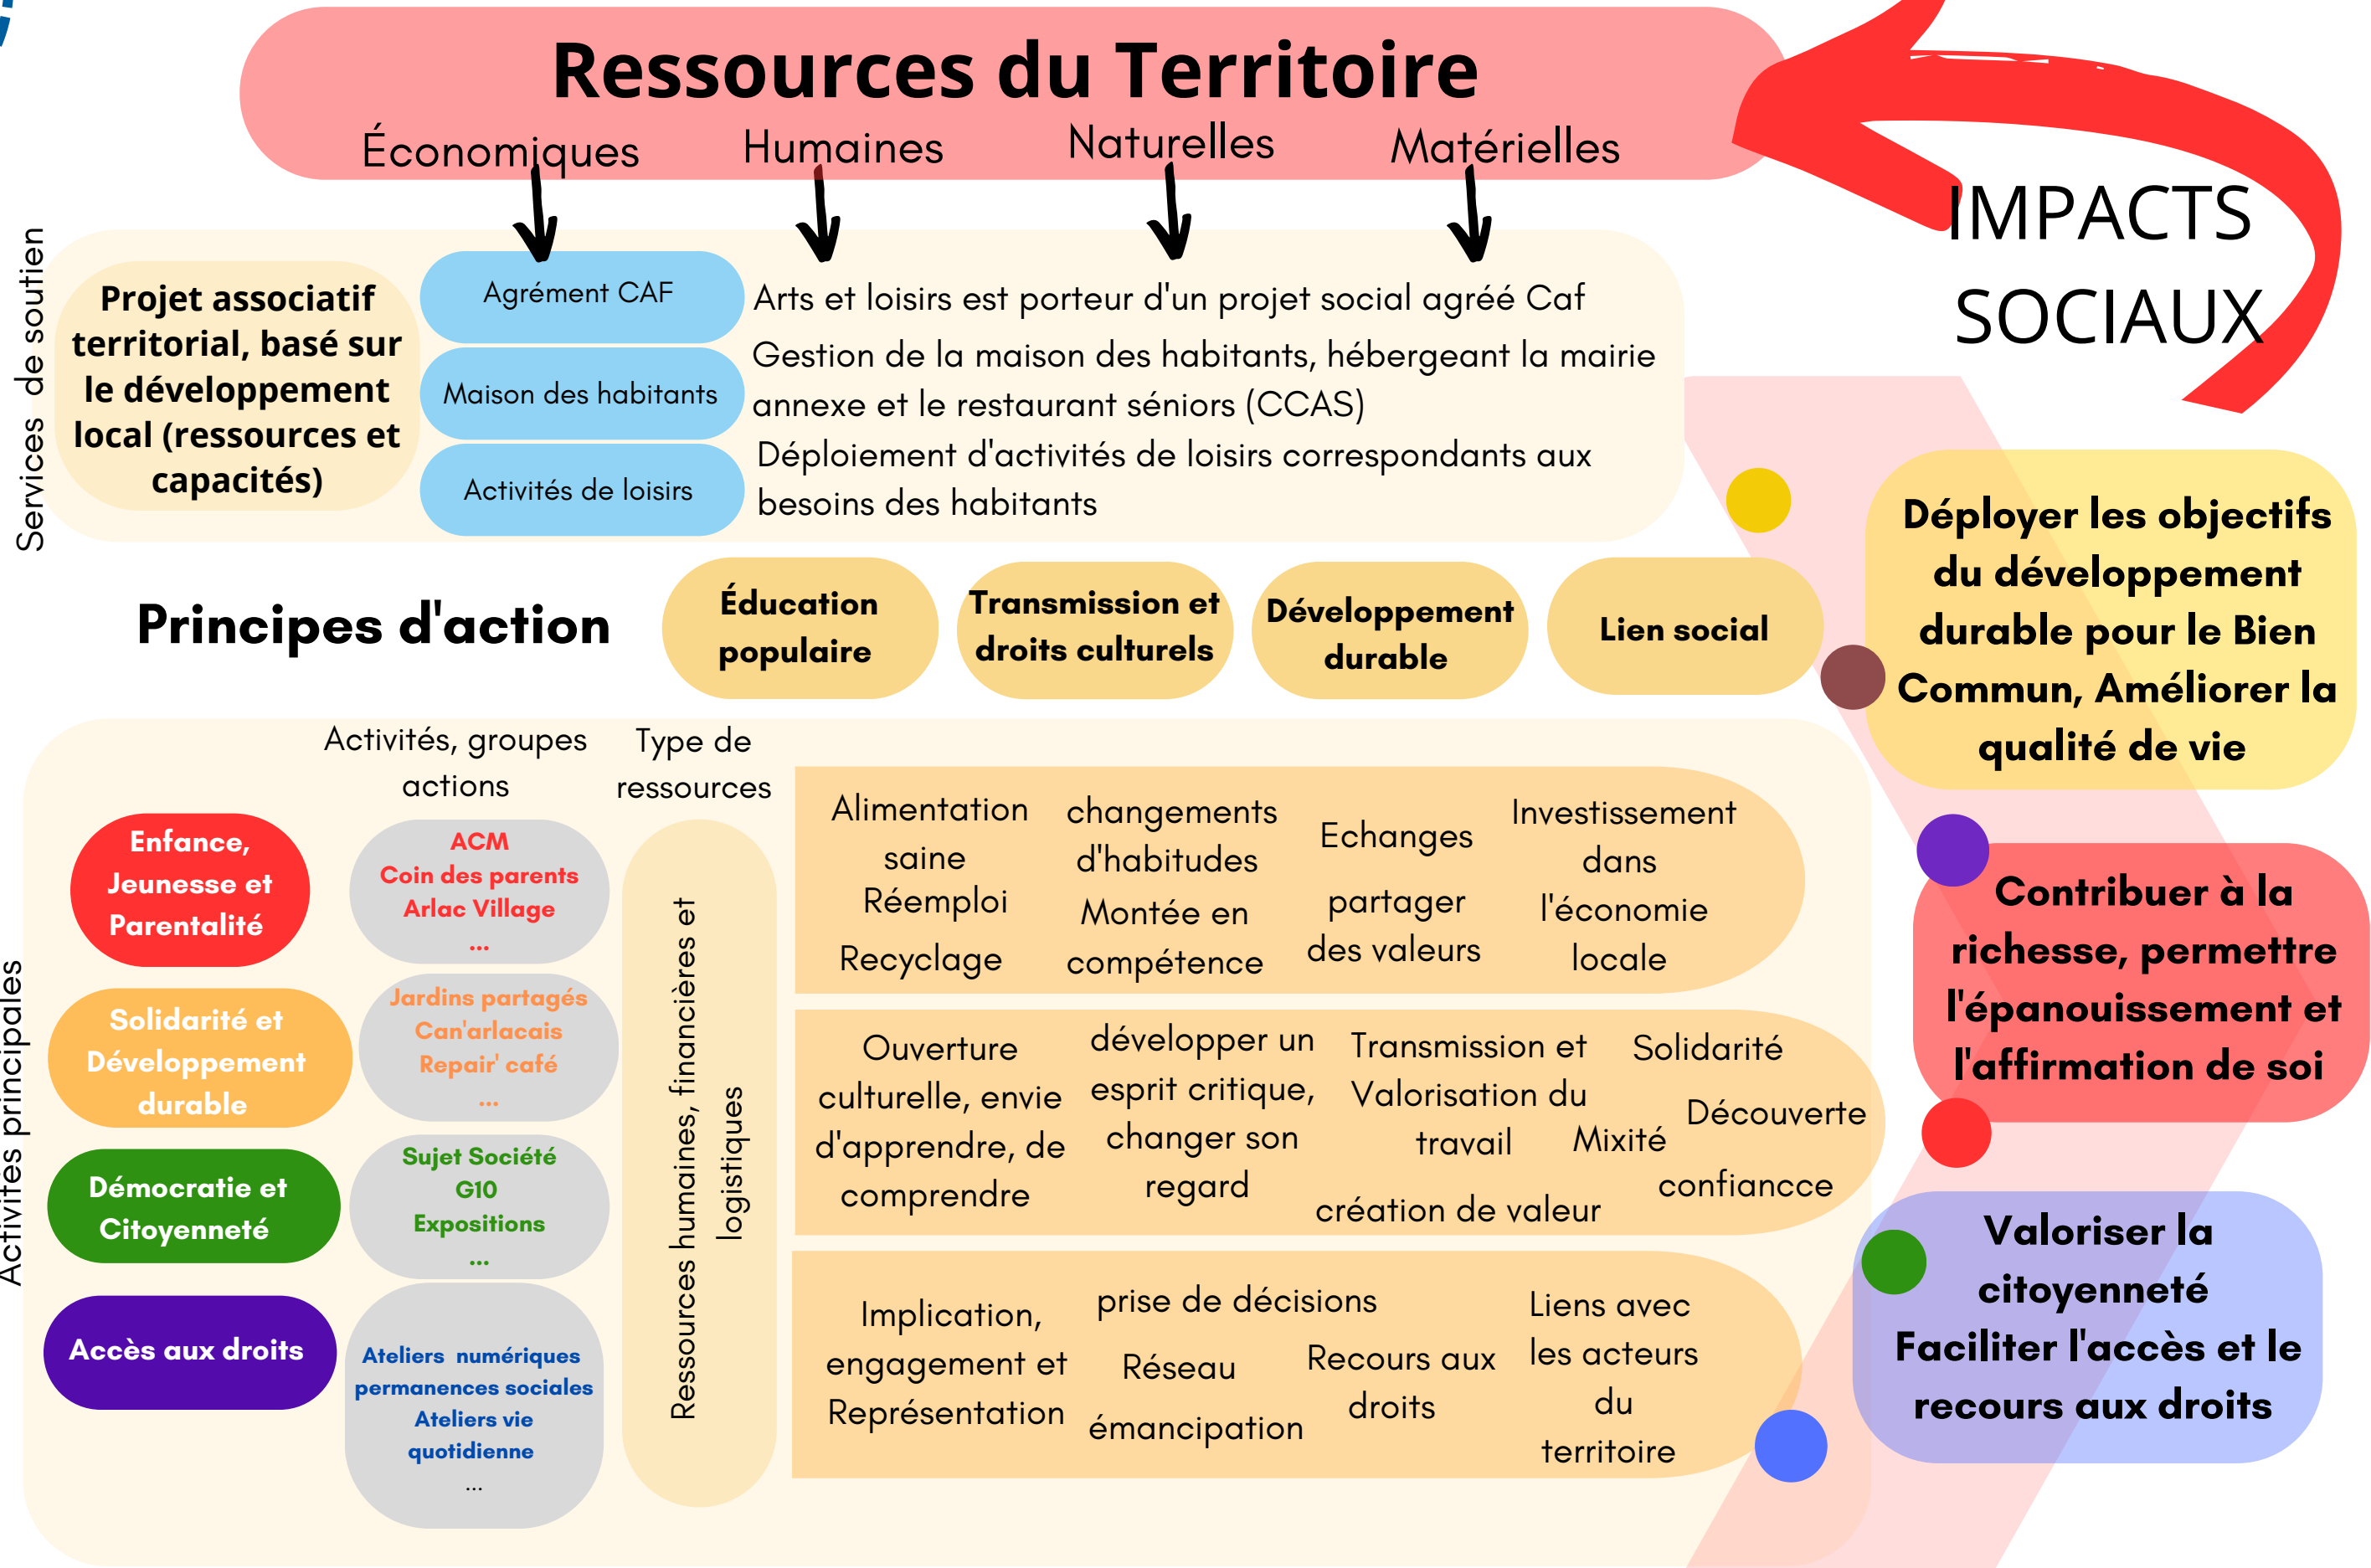 Ressources du Territoire
Économiques
Humaines
Naturelles
Matérielles
IMPACTS
SOCIAUX
Services de soutien
Projet associatif
territorial, basé sur
le développement
local (ressources et
capacités)
Agrément CAF
Arts et loisirs est porteur d'un projet social agréé Caf
Maison des habitants
Gestion de la maison des habitants, hébergeant la mairie
annexe et le restaurant séniors (CCAS)
Activités de loisirs
Déploiement d'activités de loisirs correspondants aux
besoins des habitants
Principes d'action
Éducation
populaire
Transmission et
droits culturels
Développement
durable
Lien social
Déployer les objectifs
du développement
durable pour le Bien
Commun, Améliorer la
qualité de vie
Contribuer à la
richesse, permettre
l'épanouissement et
l'affirmation de soi
Valoriser la
citoyenneté
Faciliter l'accès et le
recours aux droits
Activités principales
Activités, groupes
actions
Type de
ressources
Enfance,
Jeunesse et
Parentalité
ACM
Coin des parents
Arlac Village
...
Solidarité et
Développement
durable
Jardins partagés
Can'arlacais
Repair' café
...
Démocratie et
Citoyenneté
Sujet Société
G10
Expositions
...
Accès aux droits
Ateliers numériques
permanences sociales
Ateliers vie
quotidienne
...
Ressources humaines, financières et
logistiques
Alimentation
saine
Réemploi
Recyclage
changements
d'habitudes
Montée en
compétence
Echanges
partager
des valeurs
Investissement
dans
l'économie
locale
Ouverture
culturelle, envie
d'apprendre, de
comprendre
développer un
esprit critique,
changer son
regard
Transmission et
Valorisation du
travail
création de valeur
Solidarité
Découverte
Mixité
confiancce
Implication,
engagement et
Représentation
prise de décisions
Réseau
émancipation
Recours aux
droits
Liens avec
les acteurs
du
territoire